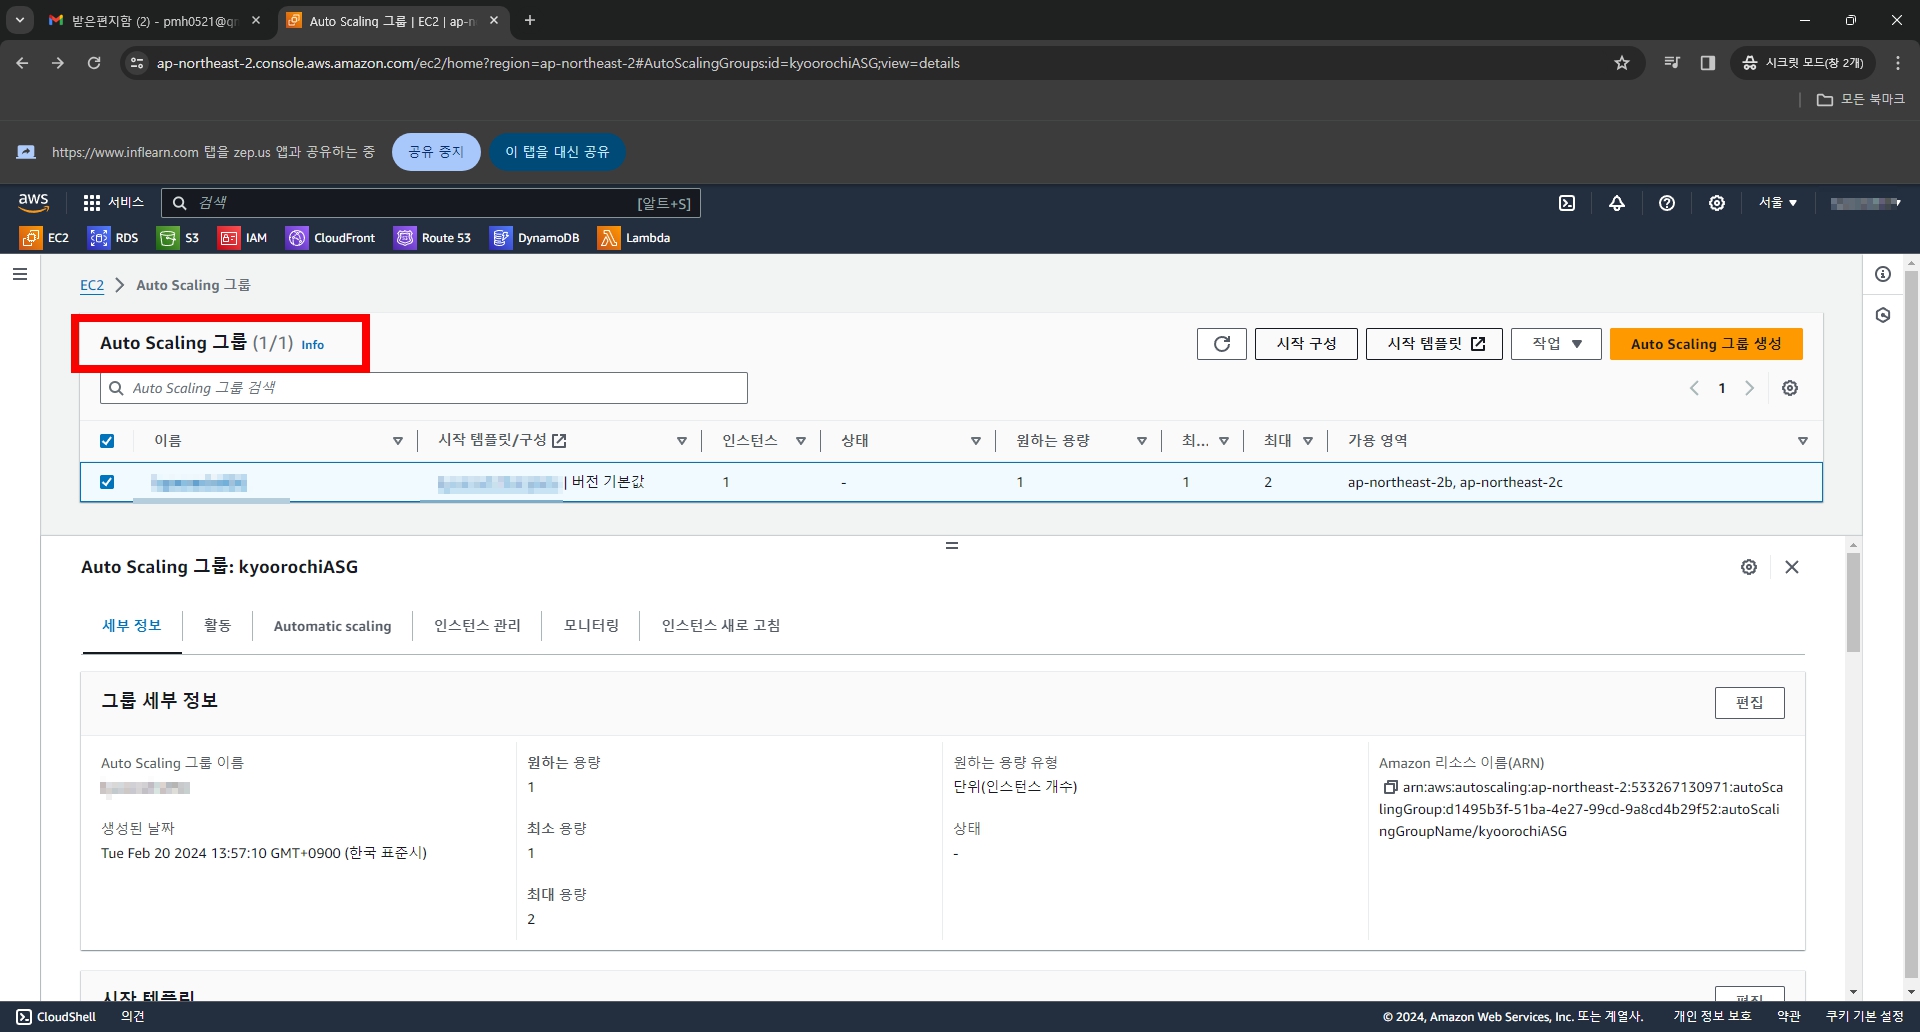 받은편지함 (2) - pmh0521@
Auto Scaling 그룹 | EC2 | ap-n
ap-northeast-2.console.aws.amazon.com/ec2/home?region=ap-northeast-2#AutoScalingGroups:id=kyoorochiASG;view=details
시크릿 모드(창 2개)
모든 북마크
https://www.inflearn.com 탭을 zep.us 앱과 공유하는 중
공유 중지
이 탭을 대신 공유
aws
서비스
검색
[알트+S]
서울
EC2 RDS S3 IAM CloudFront Route 53 DynamoDB Lambda
EC2 > Auto Scaling 그룹
Auto Scaling 그룹 (1/1) Info
시작 구성
시작 템플릿
작업
Auto Scaling 그룹 생성
Auto Scaling 그룹 검색
1
이름 시작 템플릿/구성 인스턴스 상태 원하는 용량 최... 최대 가용 영역
| 버전 기본값 1 - 1 1 2 ap-northeast-2b, ap-northeast-2c
Auto Scaling 그룹: kyoorochiASG
세부 정보 활동 Automatic scaling 인스턴스 관리 모니터링 인스턴스 새로 고침
그룹 세부 정보
편집
Auto Scaling 그룹 이름
생성된 날짜
Tue Feb 20 2024 13:57:10 GMT+0900 (한국 표준시)
원하는 용량
1
최소 용량
1
최대 용량
2
원하는 용량 유형
단위(인스턴스 개수)
상태
-
Amazon 리소스 이름(ARN)
arn:aws:autoscaling:ap-northeast-2:533267130971:autoSca
lingGroup:d1495b3f-51ba-4e27-99cd-9a8cd4b29f52:autoScali
ngGroupName/kyoorochiASG
시작 템플릿
편집
CloudShell 의견
© 2024, Amazon Web Services, Inc. 또는 계열사. 개인 정보 보호 약관 쿠키 기본 설정